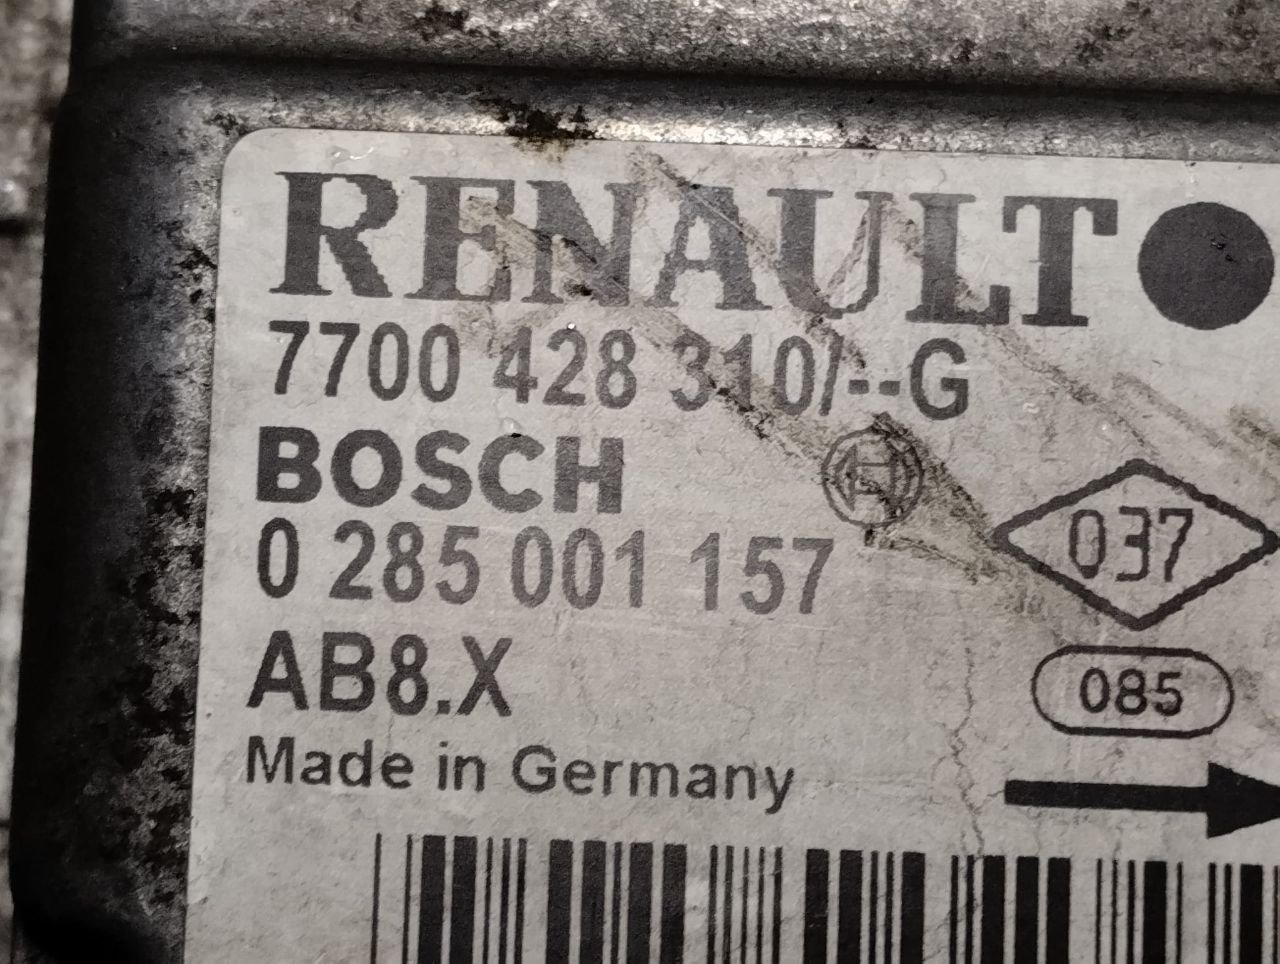 RENAULT
7700 428 310/--G
BOSCH
0 285 001 157
037
AB8.X
085
Made in Germany